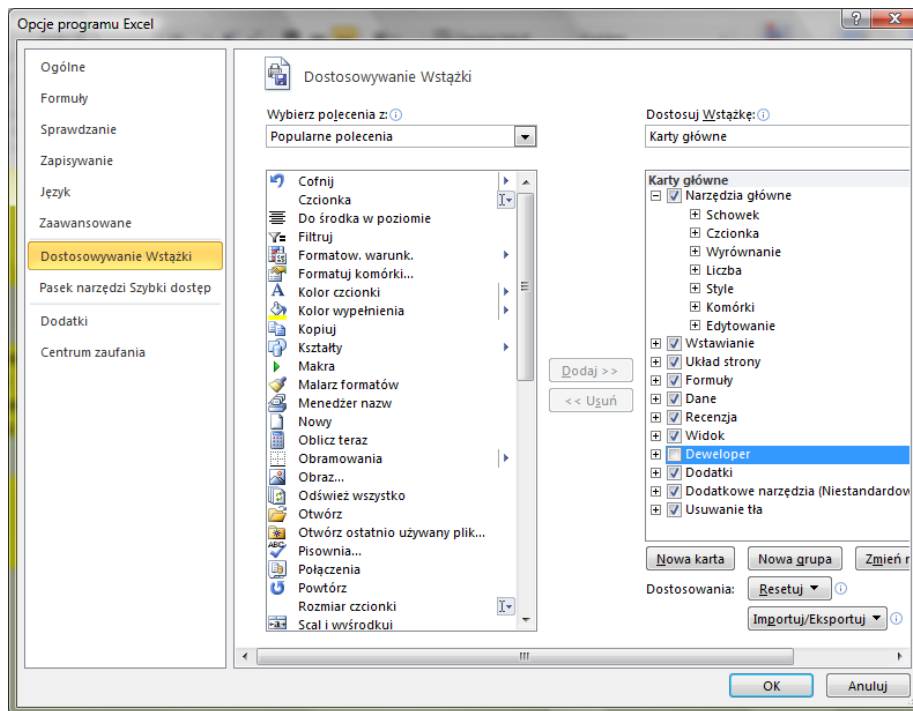 Opcje programu Excel
Ogólne
Formuły
Sprawdzanie
Zapisywanie
Język
Zaawansowane
Dostosowywanie Wstążki
Pasek narzędzi Szybki dostęp
Dodatki
Centrum zaufania
Dostosowywanie Wstążki
Wybierz polecenia z:
Popularne polecenia
Cofnij
Czcionka
Do środka w poziomie
Filtruj
Formatow. warunk.
Formatuj komórki...
Kolor czcionki
Kolor wypełnienia
Kopiuj
Kształty
Makra
Malarz formatów
Menedżer nazw
Nowy
Oblicz teraz
Obramowania
Obraz...
Odśwież wszystko
Otwórz
Otwórz ostatnio używany plik...
Pisownia...
Połączenia
Powtórz
Rozmiar czcionki
Scal i wyśrodkuj
Dodaj >>
<< Usuń
Dostosuj Wstążkę:
Karty główne
Karty główne
Narzędzia główne
Schowek
Czcionka
Wyrównanie
Liczba
Style
Komórki
Edytowanie
Wstawianie
Układ strony
Formuły
Dane
Recenzja
Widok
Deweloper
Dodatki
Dodatkowe narzędzia (Niestandardow
Usuwanie tła
Nowa karta
Nowa grupa
Zmień r
Dostosowania:
Resetuj
Importuj/Eksportuj
OK
Anuluj